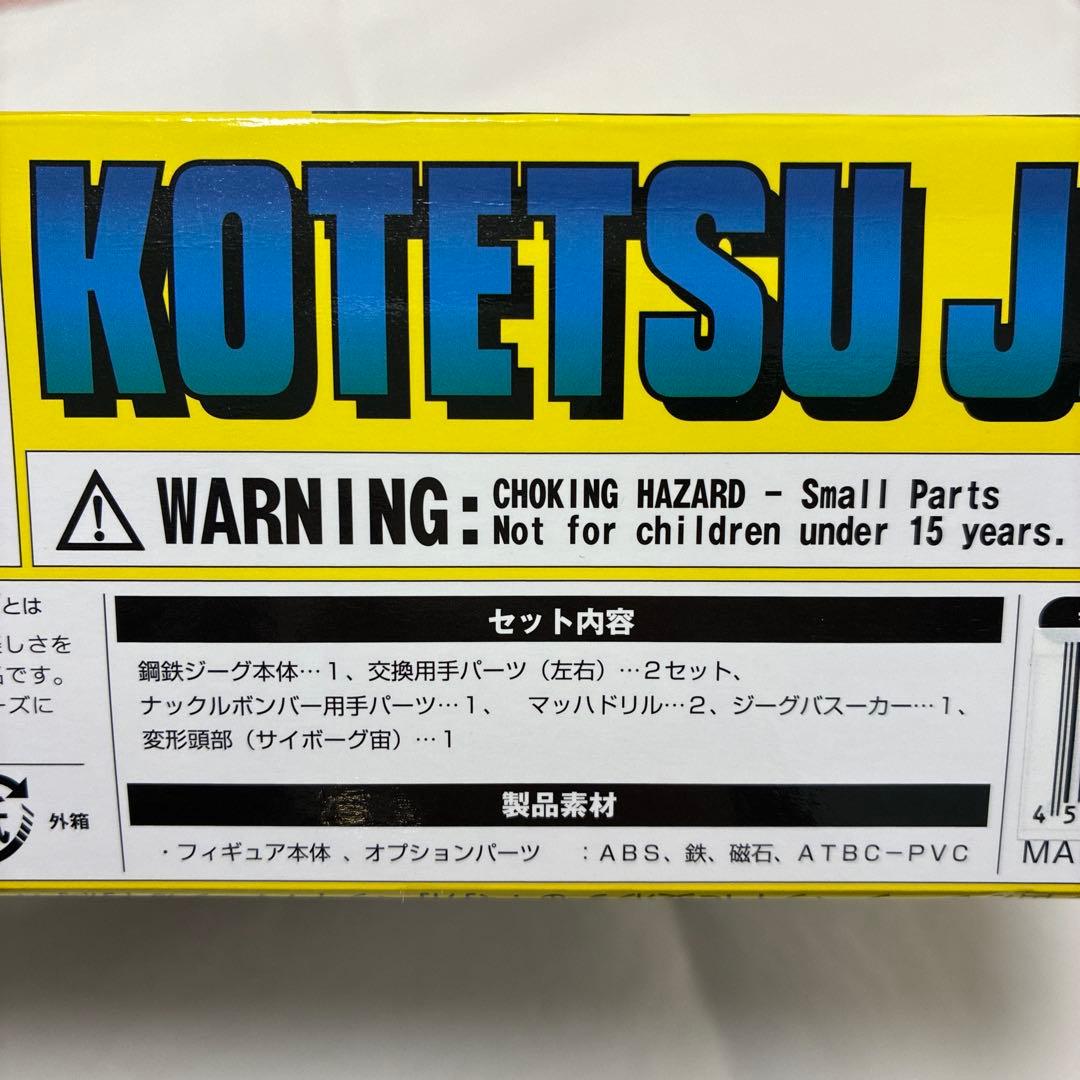 KOTETSU J
WARNING: CHOKING HAZARD - Small Parts
Not for children under 15 years.
とは
しさを
です。
ーズに
外箱
セット内容
鋼鉄ジーグ本体…1、交換用手パーツ（左右）…2セット、
ナックルボンバー用手パーツ…1、 マッハドリル…2、ジーグバスーカー…1、
変形頭部（サイボーグ宙）…1
製品素材
・フィギュア本体 、オプションパーツ ：ABS、鉄、磁石、ATBC-PVC
4 5
MA